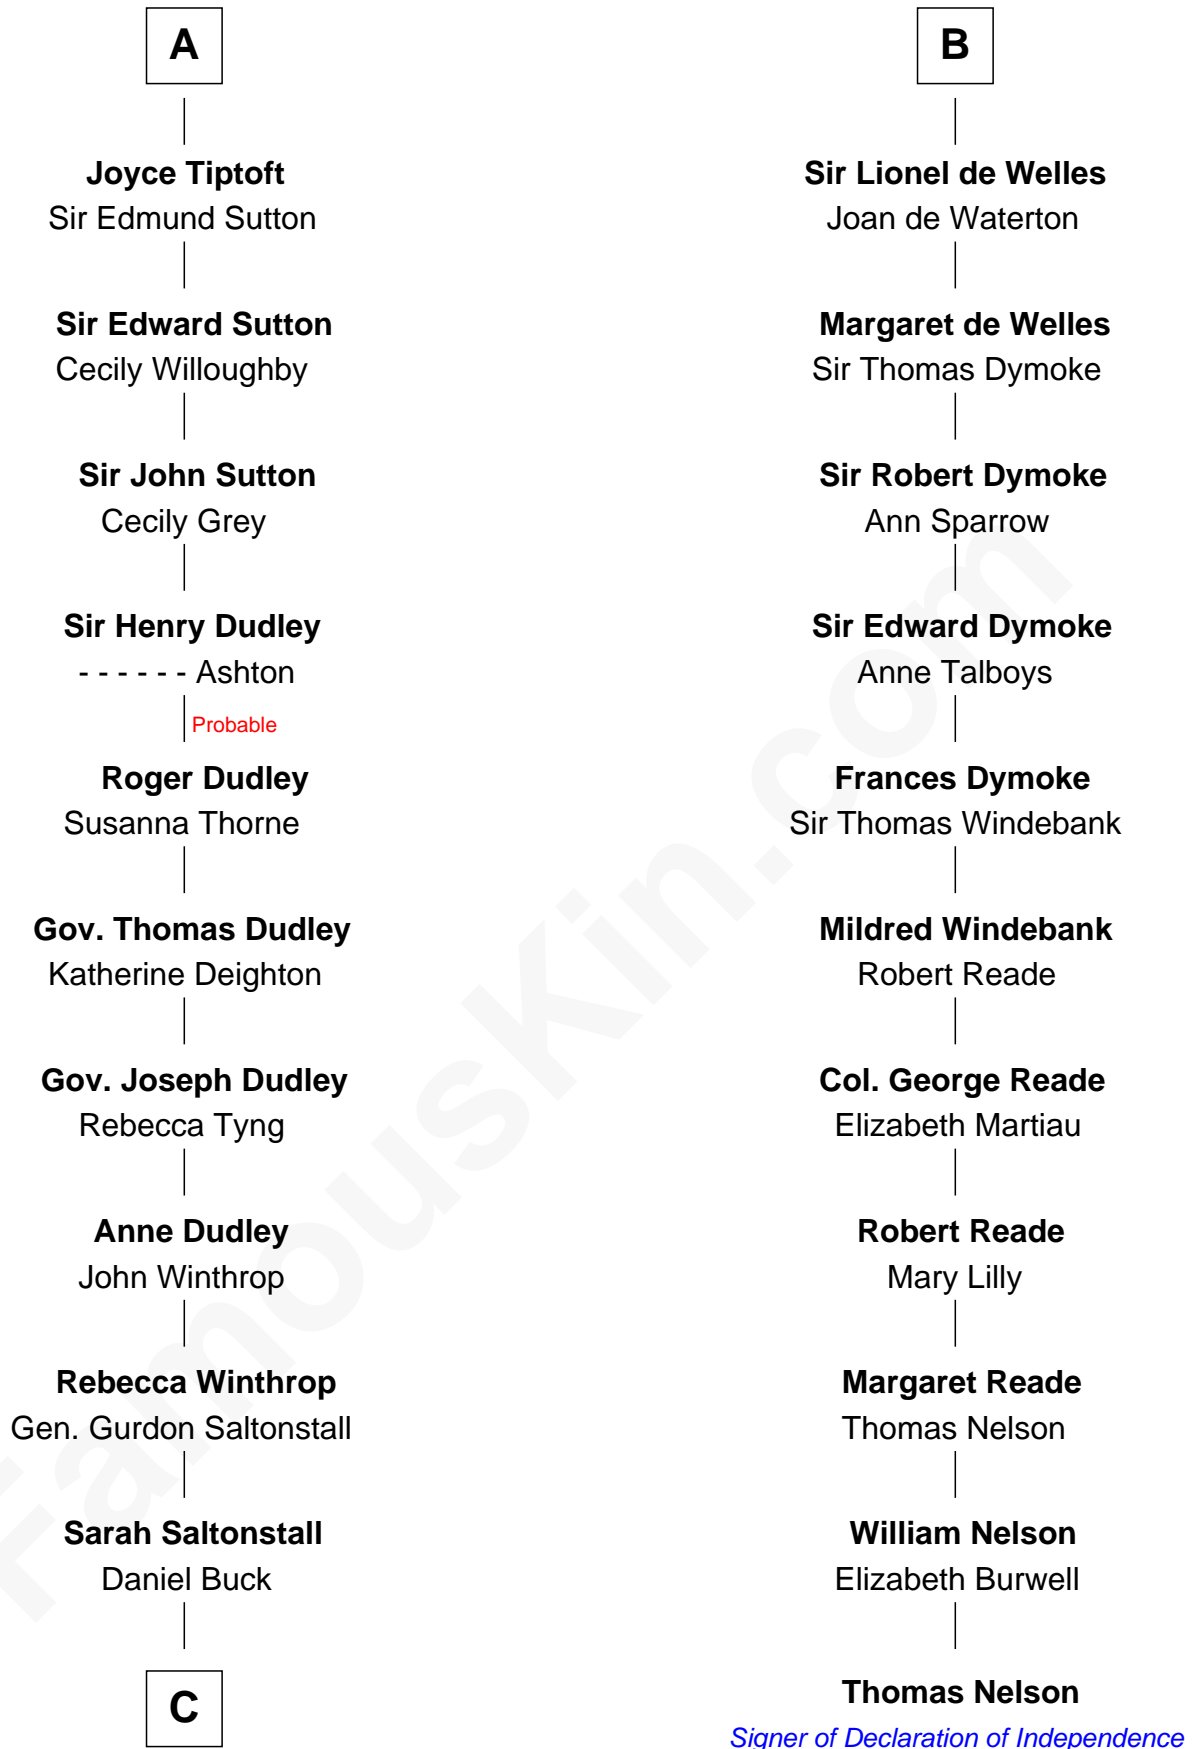 A
Joyce Tiptoft
Sir Edmund Sutton
Sir Edward Sutton
Cecily Willoughby
Sir John Sutton
Cecily Grey
Sir Henry Dudley
- - - - - - Ashton
Probable
Roger Dudley
Susanna Thorne
Gov. Thomas Dudley
Katherine Deighton
Gov. Joseph Dudley
Rebecca Tyng
Anne Dudley
John Winthrop
Rebecca Winthrop
Gen. Gurdon Saltonstall
Sarah Saltonstall
Daniel Buck
C
B
Sir Lionel de Welles
Joan de Waterton
Margaret de Welles
Sir Thomas Dymoke
Sir Robert Dymoke
Ann Sparrow
Sir Edward Dymoke
Anne Talboys
Frances Dymoke
Sir Thomas Windebank
Mildred Windebank
Robert Reade
Col. George Reade
Elizabeth Martiau
Robert Reade
Mary Lilly
Margaret Reade
Thomas Nelson
William Nelson
Elizabeth Burwell
Thomas Nelson
Signer of Declaration of Independence
FamousKin.com